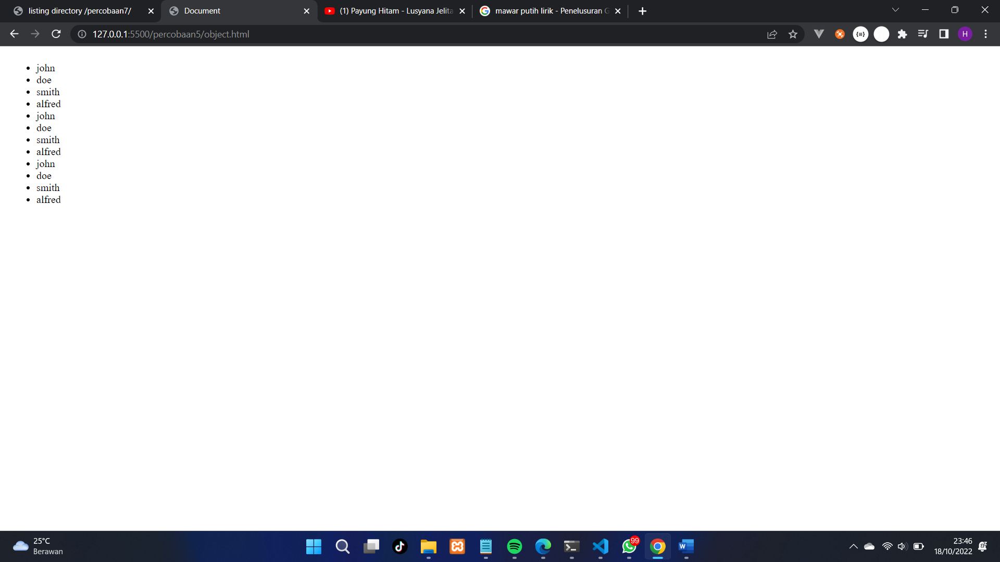 listing directory /percobaan7/
Document
(1) Payung Hitam - Lusyana Jelita
mawar putih lirik - Penelusuran G
127.0.0.1:5500/percobaan5/object.html
H
john
doe
smith
alfred
john
doe
smith
alfred
john
doe
smith
alfred
25°C
Berawan
99
W
23:46
18/10/2022